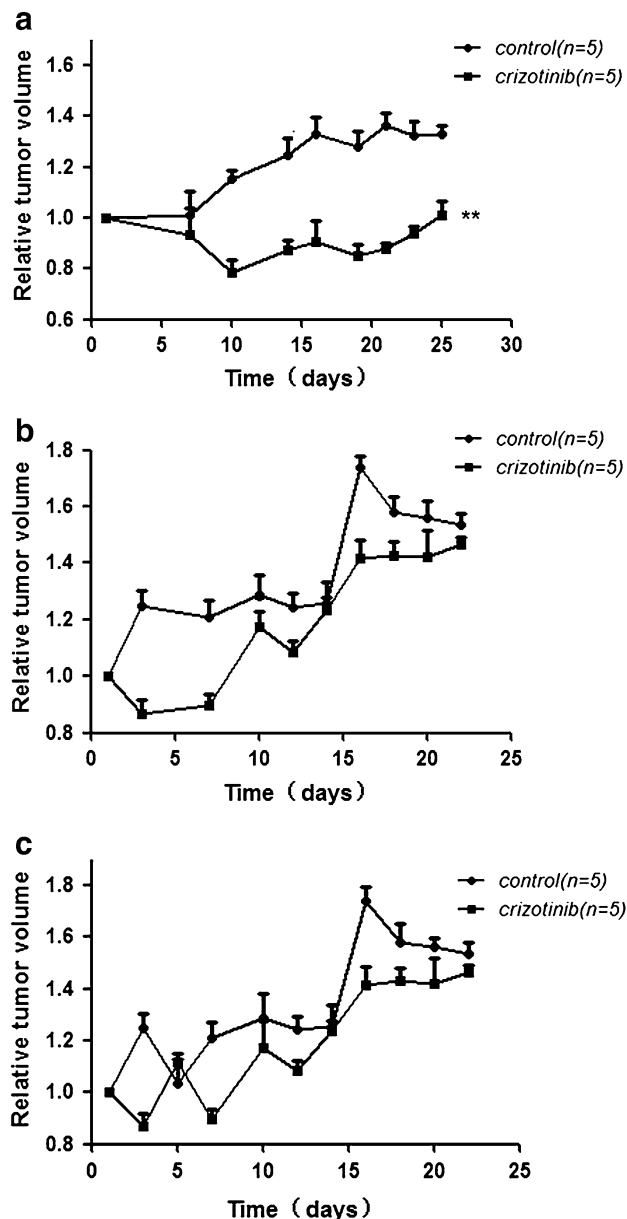 a
control(n=5)
crizotinib(n=5)
Relative tumor volume
1.6
1.4
1.2
1.0
0.8
0.6
**
0 5 10 15 20 25 30
Time（days）
b
control(n=5)
crizotinib(n=5)
Relative tumor volume
1.8
1.6
1.4
1.2
1.0
0.8
0 5 10 15 20 25
Time（days）
c
control(n=5)
crizotinib(n=5)
Relative tumor volume
1.8
1.6
1.4
1.2
1.0
0.8
0 5 10 15 20 25
Time（days）